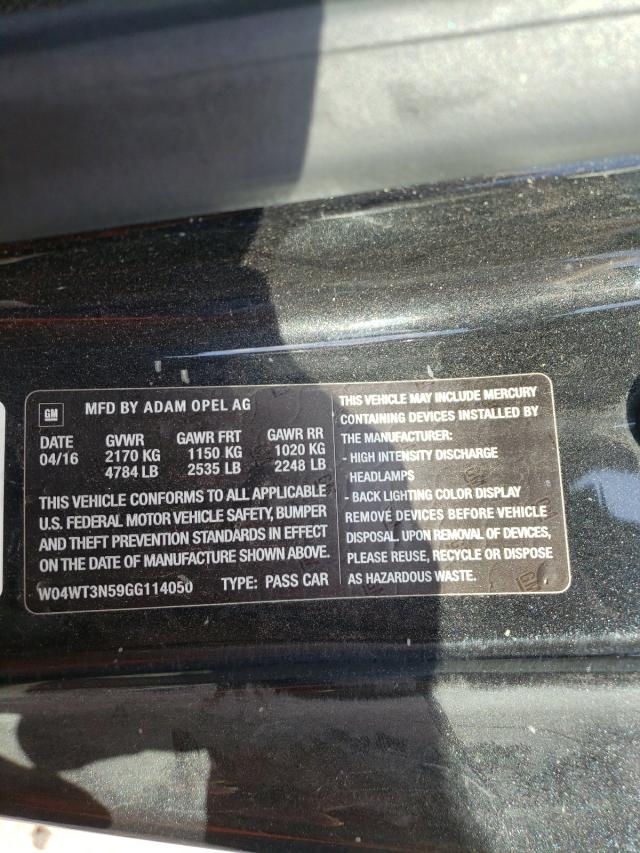 GM
MFD BY ADAM OPEL AG
DATE GVWR GAWR FRT GAWR RR
04/16 2170 KG 1150 KG 1020 KG
4784 LB 2535 LB 2248 LB
THIS VEHICLE CONFORMS TO ALL APPLICABLE
U.S. FEDERAL MOTOR VEHICLE SAFETY, BUMPER
AND THEFT PREVENTION STANDARDS IN EFFECT
ON THE DATE OF MANUFACTURE SHOWN ABOVE.
W04WT3N59GG114050 TYPE: PASS CAR
THIS VEHICLE MAY INCLUDE MERCURY
CONTAINING DEVICES INSTALLED BY
THE MANUFACTURER:
- HIGH INTENSITY DISCHARGE
HEADLAMPS
- BACK LIGHTING COLOR DISPLAY
REMOVE DEVICES BEFORE VEHICLE
DISPOSAL. UPON REMOVAL OF DEVICES,
PLEASE REUSE, RECYCLE OR DISPOSE
AS HAZARDOUS WASTE.